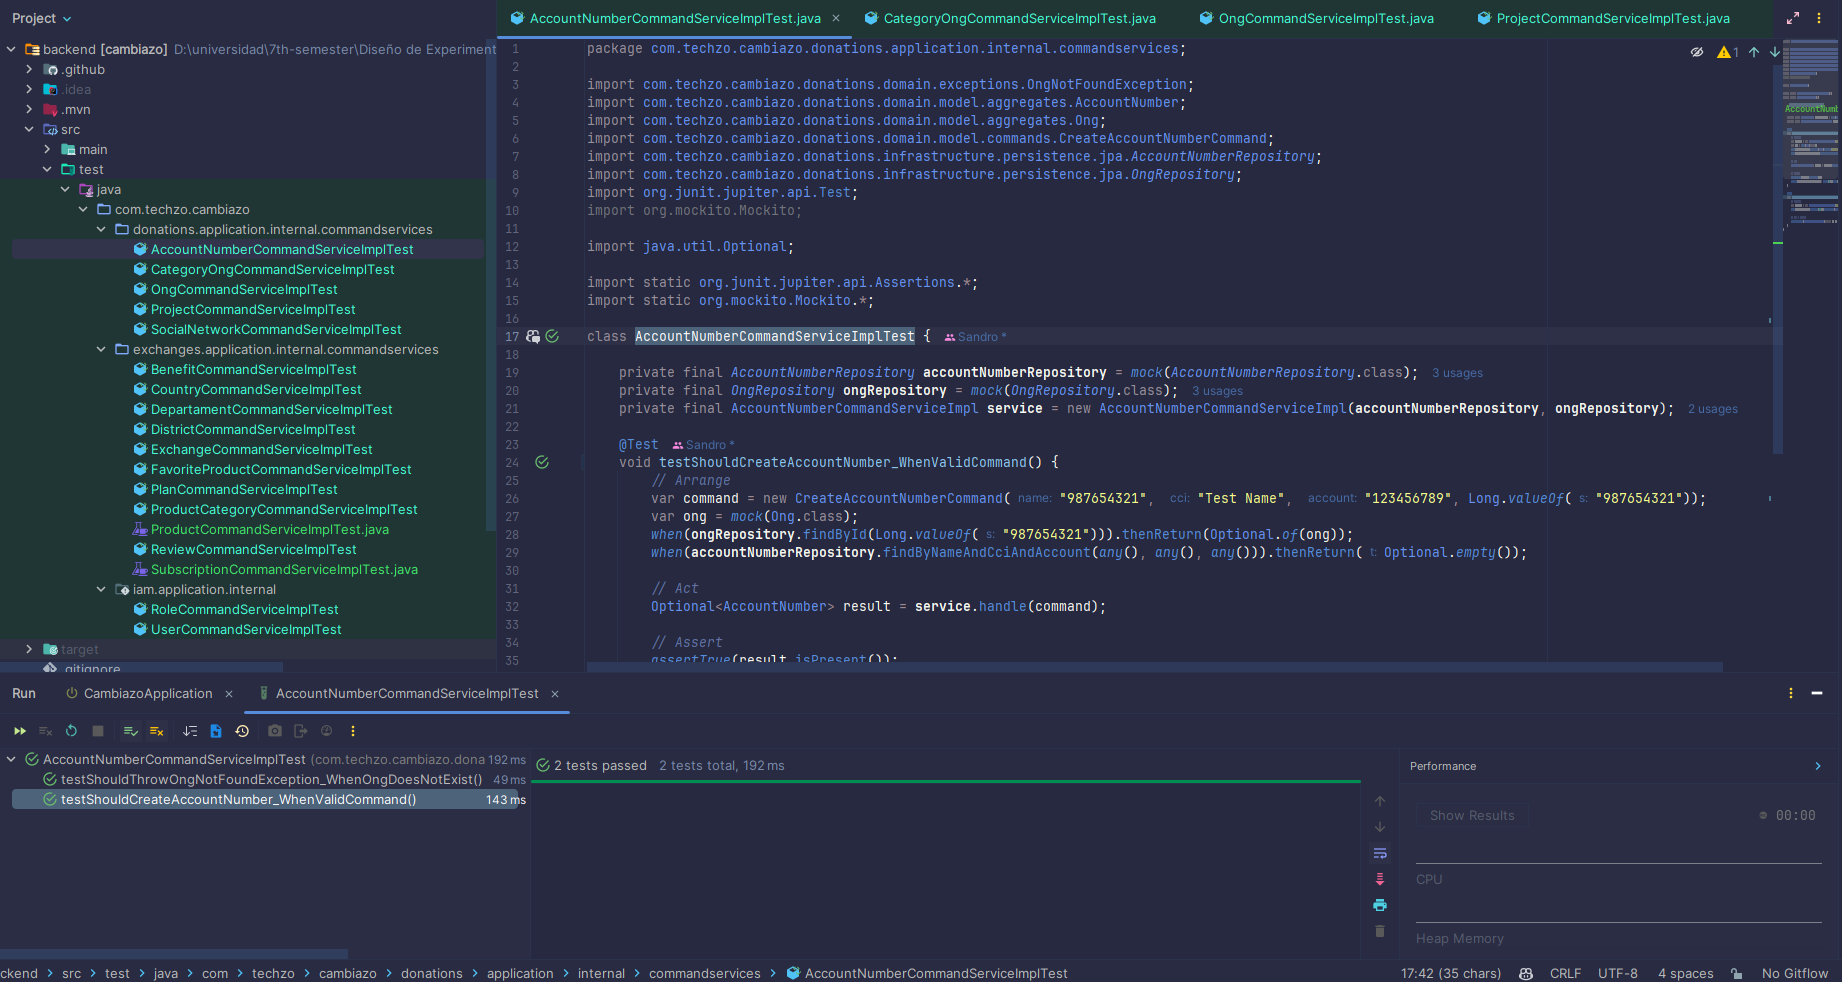 Project
backend [cambiazo] D:\universidad\7th-semester\Diseño de Experiment
.github
.idea
.mvn
src
main
test
java
com.techzo.cambiazo
donations.application.internal.commandservices
AccountNumberCommandServiceImplTest
CategoryOngCommandServiceImplTest
OngCommandServiceImplTest
ProjectCommandServiceImplTest
SocialNetworkCommandServiceImplTest
exchanges.application.internal.commandservices
BenefitCommandServiceImplTest
CountryCommandServiceImplTest
DepartamentCommandServiceImplTest
DistrictCommandServiceImplTest
ExchangeCommandServiceImplTest
FavoriteProductCommandServiceImplTest
PlanCommandServiceImplTest
ProductCategoryCommandServiceImplTest
ProductCommandServiceImplTest.java
ReviewCommandServiceImplTest
SubscriptionCommandServiceImplTest.java
iam.application.internal
RoleCommandServiceImplTest
UserCommandServiceImplTest
target
.gitignore
AccountNumberCommandServiceImplTest.java CategoryOngCommandServiceImplTest.java OngCommandServiceImplTest.java ProjectCommandServiceImplTest.java
1 package com.techzo.cambiazo.donations.application.internal.commandservices;
1
2
3 import com.techzo.cambiazo.donations.domain.exceptions.OngNotFoundException;
4 import com.techzo.cambiazo.donations.domain.model.aggregates.AccountNumber;
5 import com.techzo.cambiazo.donations.domain.model.aggregates.Ong;
6 import com.techzo.cambiazo.donations.domain.model.commands.CreateAccountNumberCommand;
7 import com.techzo.cambiazo.donations.infrastructure.persistence.jpa.AccountNumberRepository;
8 import com.techzo.cambiazo.donations.infrastructure.persistence.jpa.OngRepository;
9 import org.junit.jupiter.api.Test;
10 import org.mockito.Mockito;
11
12 import java.util.Optional;
13
14 import static org.junit.jupiter.api.Assertions.*;
15 import static org.mockito.Mockito.*;
16
17 class AccountNumberCommandServiceImplTest { Sandro *
18
19 private final AccountNumberRepository accountNumberRepository = mock(AccountNumberRepository.class); 3 usages
20 private final OngRepository ongRepository = mock(OngRepository.class); 3 usages
21 private final AccountNumberCommandServiceImpl service = new AccountNumberCommandServiceImpl(accountNumberRepository, ongRepository); 2 usages
22
23 @Test Sandro *
24 void testShouldCreateAccountNumber_WhenValidCommand() {
25 // Arrange
26 var command = new CreateAccountNumberCommand( name: "987654321", cci: "Test Name", account: "123456789", Long.valueOf( s: "987654321"));
27 var ong = mock(Ong.class);
28 when(ongRepository.findById(Long.valueOf( s: "987654321"))).thenReturn(Optional.of(ong));
29 when(accountNumberRepository.findByNameAndCciAndAccount(any(), any(), any())).thenReturn( t: Optional.empty());
30
31 // Act
32 Optional<AccountNumber> result = service.handle(command);
33
34 // Assert
35 assertTrue(result.isPresent());
AccountNumb
Run CambiazoApplication AccountNumberCommandServiceImplTest
AccountNumberCommandServiceImplTest (com.techzo.cambiazo.dona 192 ms
testShouldThrowOngNotFoundException_WhenOngDoesNotExist() 49 ms
testShouldCreateAccountNumber_WhenValidCommand() 143 ms
2 tests passed 2 tests total, 192 ms
Performance
Show Results 00:00
CPU
Heap Memory
ckend src test java com techzo cambiazo donations application internal commandservices AccountNumberCommandServiceImplTest 17:42 (35 chars) CRLF UTF-8 4 spaces No Gitflow